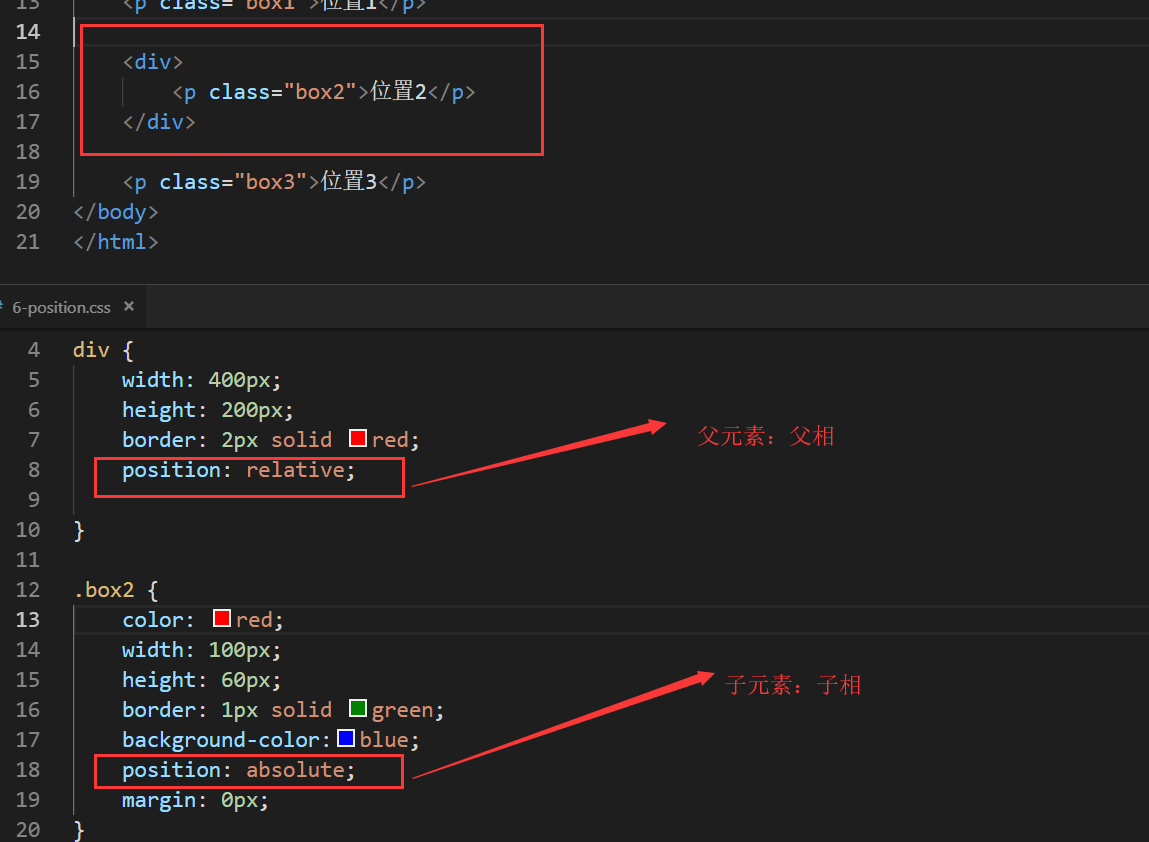 13 <p class="box1">位置1</p>
14
15 <div>
16 <p class="box2">位置2</p>
17 </div>
18
19 <p class="box3">位置3</p>
20 </body>
21 </html>
6-position.css ×
4 div {
5 width: 400px;
6 height: 200px;
7 border: 2px solid red;
父元素：父相
8 position: relative;
9
10 }
11
12 .box2 {
13 color: red;
14 width: 100px;
15 height: 60px;
子元素：子相
16 border: 1px solid green;
17 background-color:blue;
18 position: absolute;
19 margin: 0px;
20 }